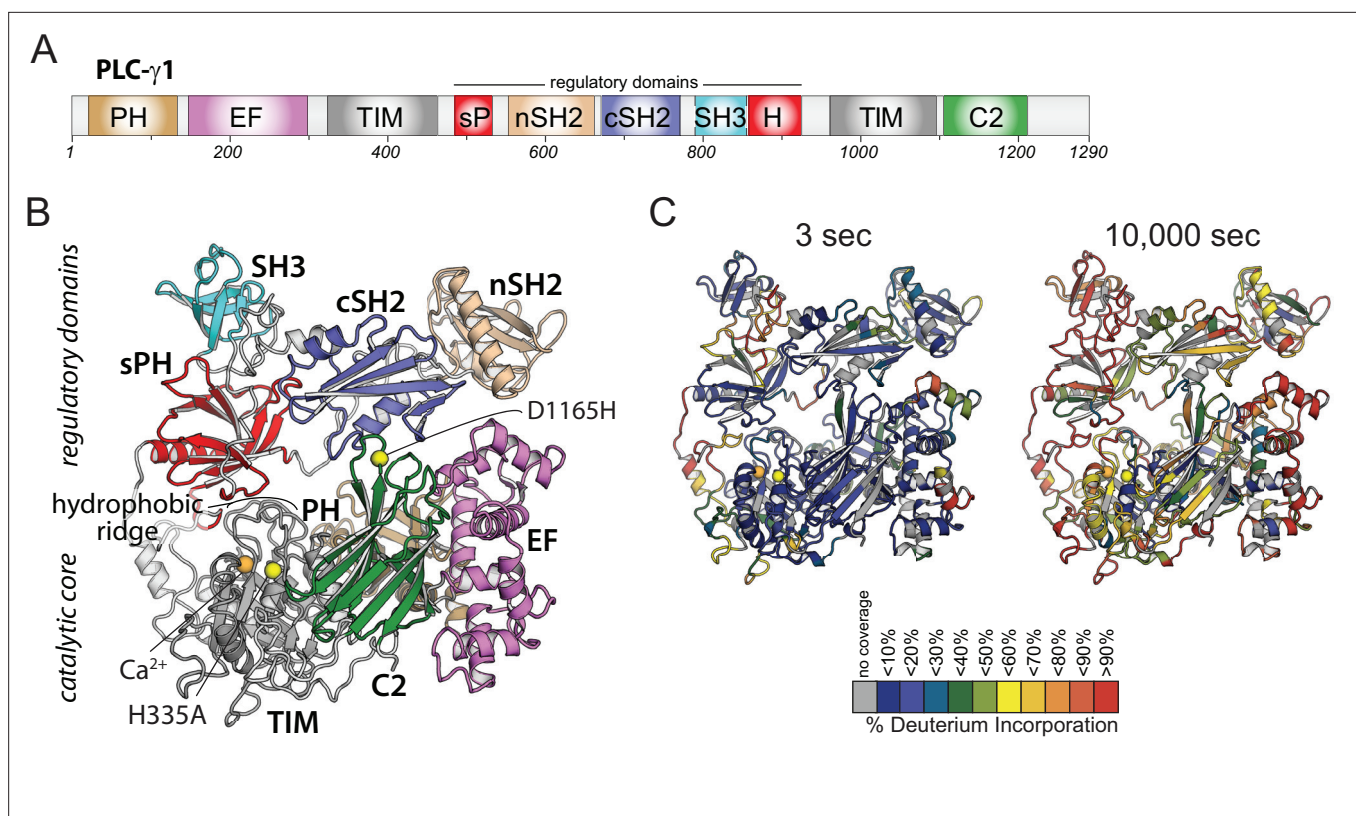 A
PLC-γ1
regulatory domains
PH EF TIM sP nSH2 cSH2 SH3 H TIM C2
1 200 400 600 800 1000 1200 1290
B
regulatory domains
catalytic core
SH3
cSH2
nSH2
sPH
D1165H
hydrophobic
ridge
PH
EF
Ca²⁺
H335A
TIM
C2
C
3 sec 10,000 sec
no coverage
<10%
<20%
<30%
<40%
<50%
<60%
<70%
<80%
<90%
>90%
% Deuterium Incorporation